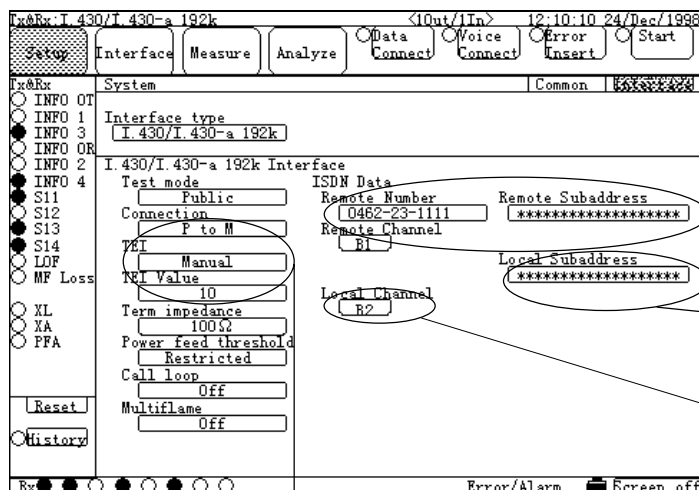 Tx&Rx:I.430/I.430-a 192k <1Out/1In> 12:10:10 24/Dec/1998
Setup Interface Measure Analyze Data Connect Voice Connect Error Insert Start
Tx&Rx
INFO OT
INFO 1
INFO 3
INFO OR
INFO 2
INFO 4
S11
S12
S13
S14
LOF
MF Loss
XL
XA
PFA
Reset
History
System Common Interface
Interface type
I.430/I.430-a 192k
I.430/I.430-a 192k Interface
Test mode
Public
Connection
P to M
TEI
Manual
TEI Value
10
Term impedance
100Ω
Power feed threshold
Restricted
Call loop
Off
Multiflame
Off
ISDN Data
Remote Number
0462-23-1111
Remote Subaddress
*******************
Remote Channel
B1
Local Subaddress
*******************
Local Channel
B2
Rx Error/Alarm Screen off